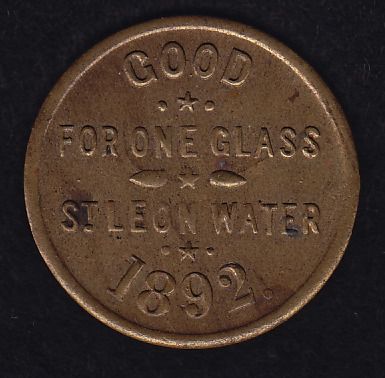 GOOD
FOR ONE GLASS
ST LEON WATER
1892.